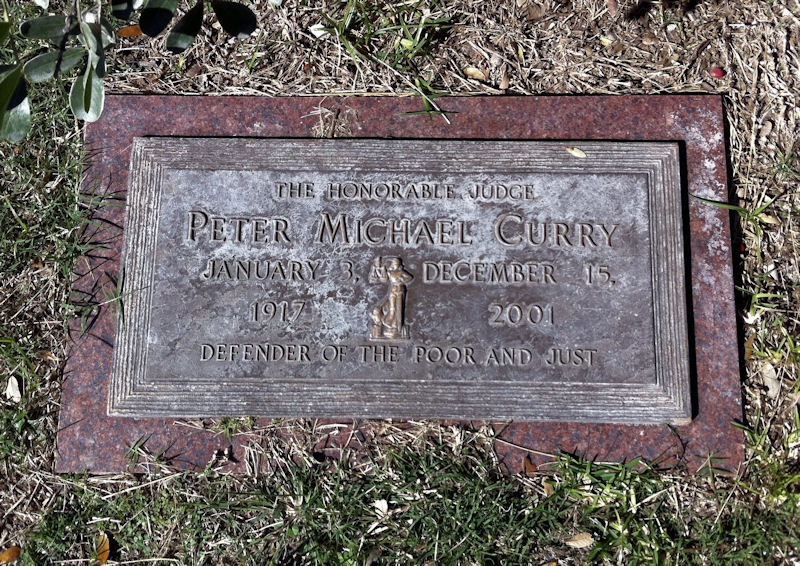 THE HONORABLE JUDGE
PETER MICHAEL CURRY
JANUARY 3, DECEMBER 15,
1917 2001
DEFENDER OF THE POOR AND JUST